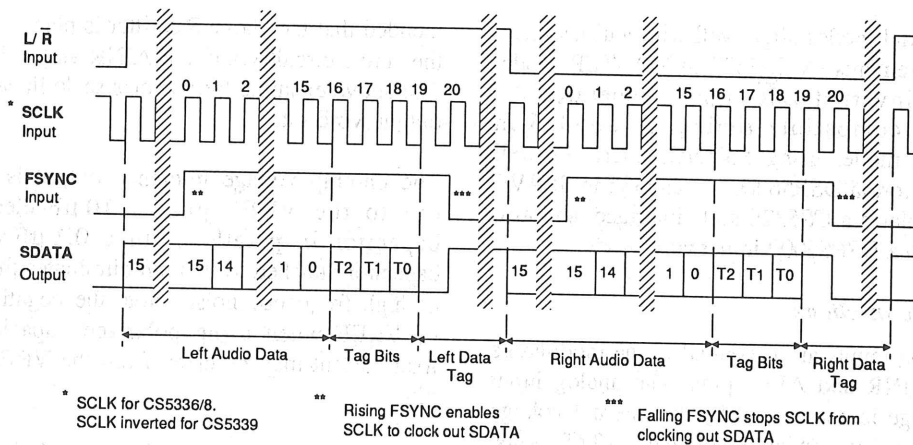 L/R
Input
0 1 2 15 16 17 18 19 20 0 1 2 15 16 17 18 19 20
* SCLK
Input
FSYNC
Input
** *** ** ***
SDATA
Output
15 15 14 1 0 T2 T1 T0 15 15 14 1 0 T2 T1 T0
Left Audio Data Tag Bits Left Data Tag Right Audio Data Tag Bits Right Data Tag
* SCLK for CS5336/8.
SCLK inverted for CS5339
** Rising FSYNC enables
SCLK to clock out SDATA
*** Falling FSYNC stops SCLK from
clocking out SDATA